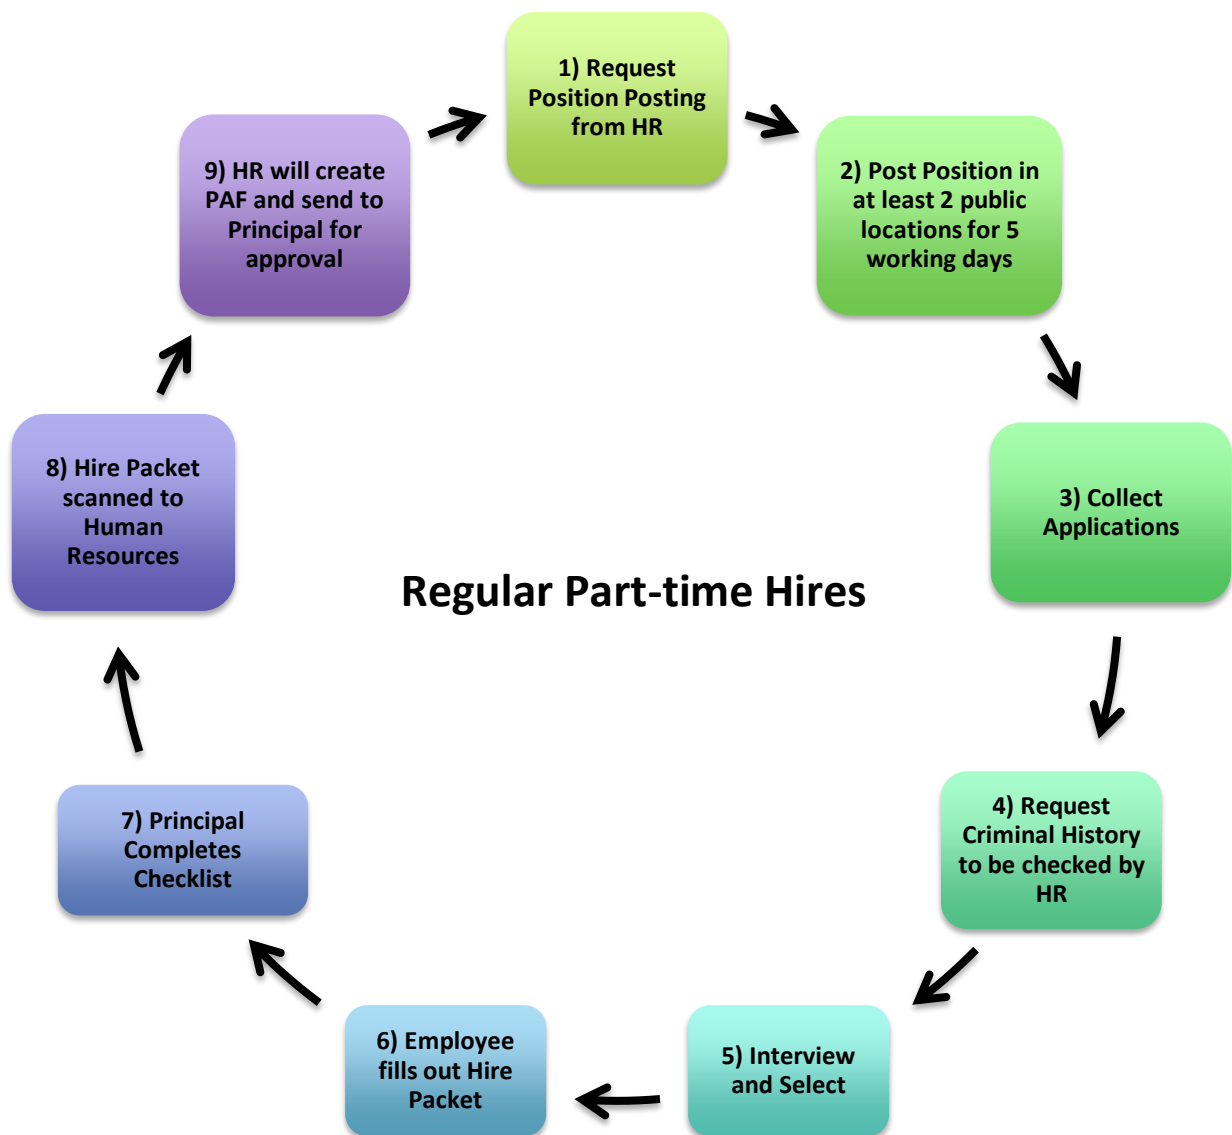 1) Request
Position Posting
from HR
2) Post Position in
at least 2 public
locations for 5
working days
3) Collect
Applications
4) Request
Criminal History
to be checked by
HR
5) Interview
and Select
6) Employee
fills out Hire
Packet
7) Principal
Completes
Checklist
8) Hire Packet
scanned to
Human
Resources
9) HR will create
PAF and send to
Principal for
approval
Regular Part-time Hires